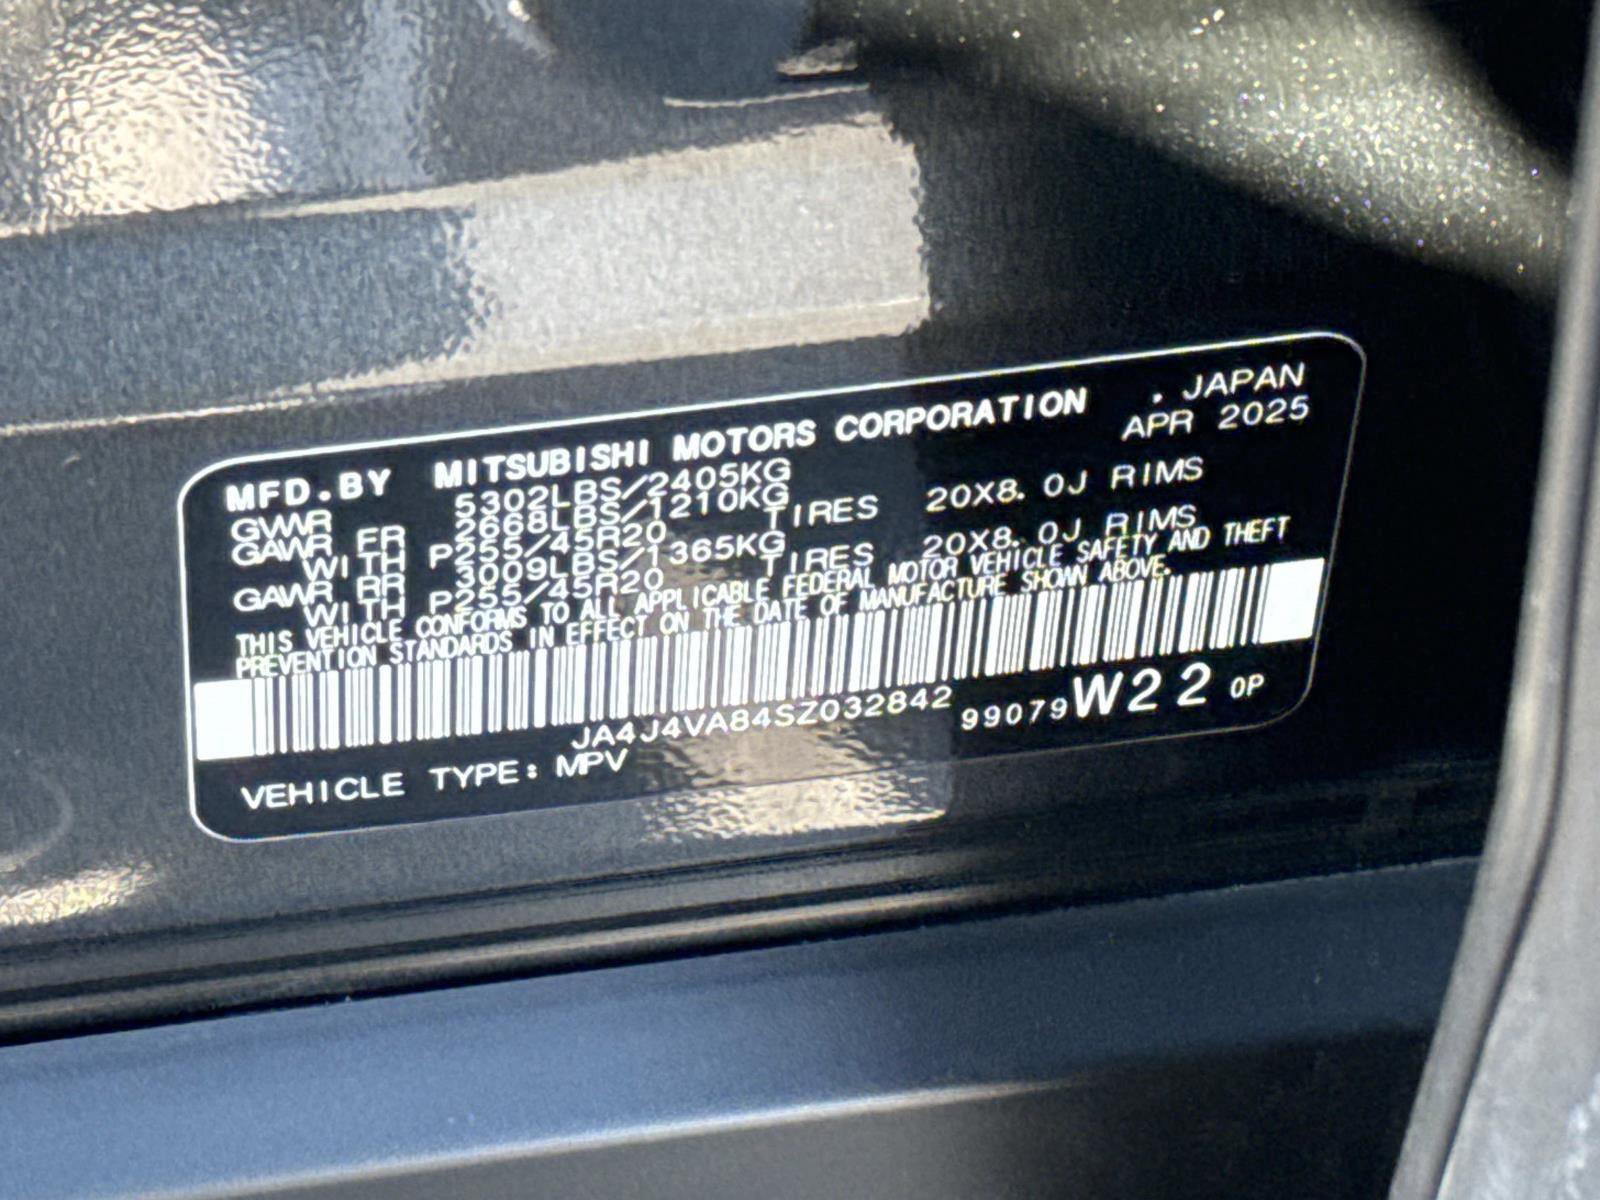 MFD.BY MITSUBISHI MOTORS CORPORATION . JAPAN
APR 2025
GVWR 5302LBS/2405KG
GAWR FR 2668LBS/1210KG
WITH P255/45R20 TIRES 20X8.0J RIMS
GAWR RR 3009LBS/1365KG
WITH P255/45R20 TIRES 20X8.0J RIMS
THIS VEHICLE CONFORMS TO ALL APPLICABLE FEDERAL MOTOR VEHICLE SAFETY AND THEFT
PREVENTION STANDARDS IN EFFECT ON THE DATE OF MANUFACTURE SHOWN ABOVE.
JA4J4VA84SZ032842 99079W22 0P
VEHICLE TYPE: MPV